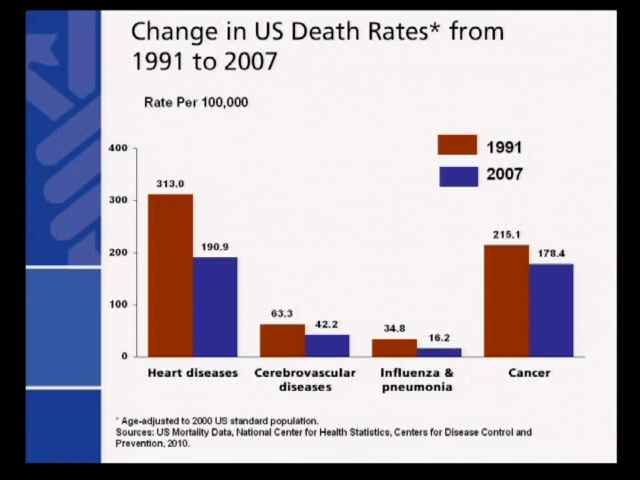 Change in US Death Rates* from
1991 to 2007
Rate Per 100,000
1991
2007
400
300
200
100
0
313.0
190.9
63.3
42.2
34.8
16.2
215.1
178.4
Heart diseases
Cerebrovascular
diseases
Influenza &
pneumonia
Cancer
* Age-adjusted to 2000 US standard population.
Sources: US Mortality Data, National Center for Health Statistics, Centers for Disease Control and
Prevention, 2010.